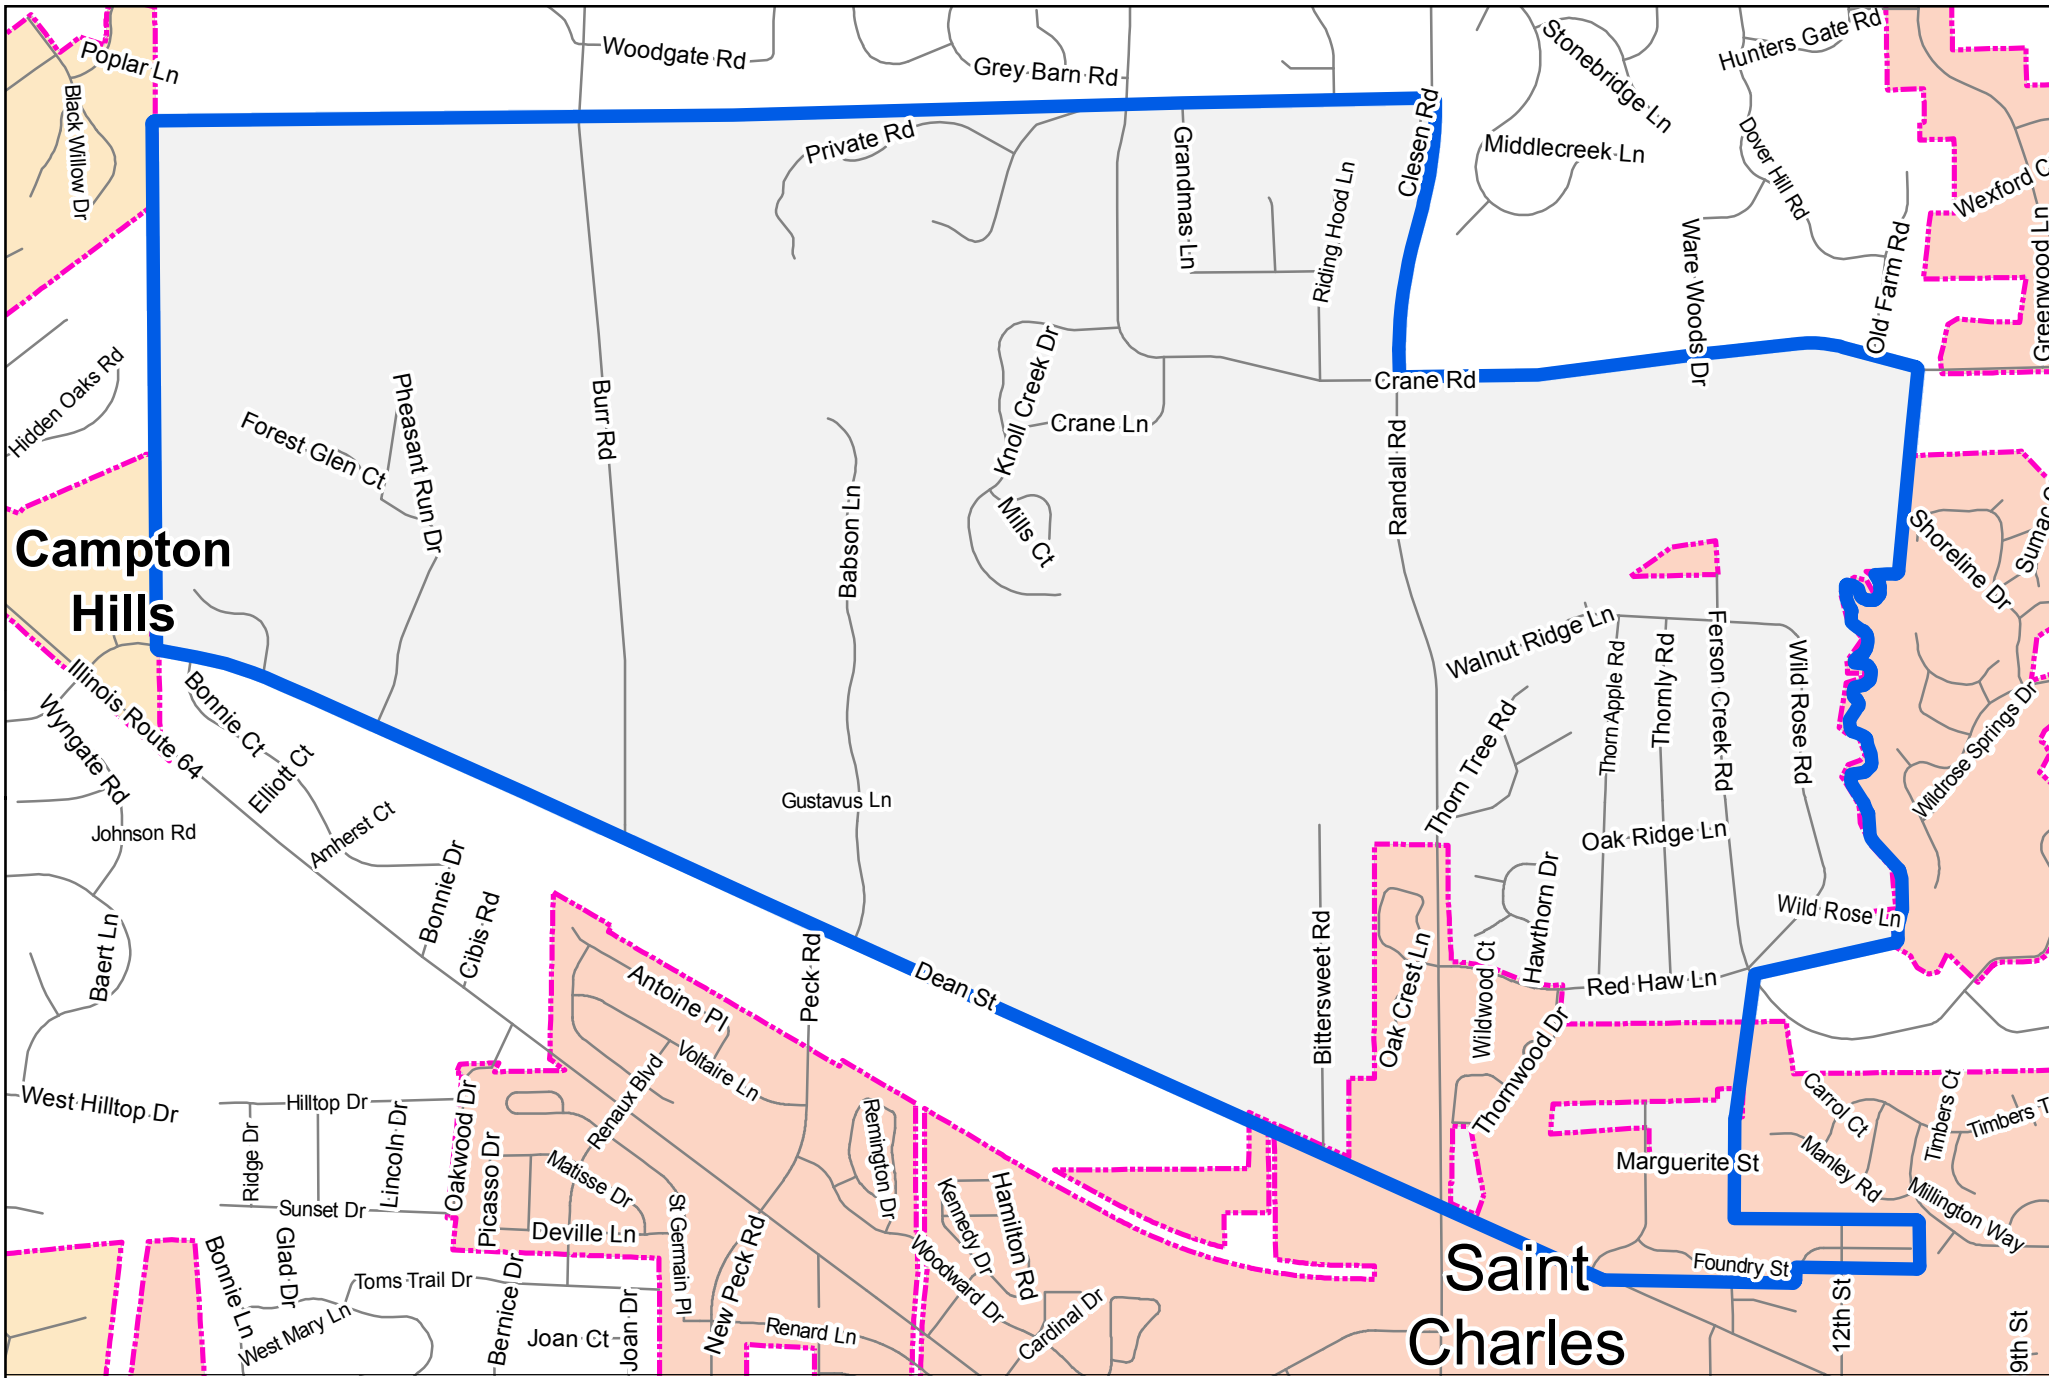 Poplar Ln
Woodgate Rd
Grey Barn Rd
Stonebridge Ln
Hunters Gate Rd
Black Willow Dr
Private Rd
Grandmas Ln
Clesen Rd
Middlecreek Ln
Dover Hill Rd
Wexford
Riding Hood Ln
Ware Woods Dr
Old Farm Rd
Greenwood Ln
Hidden Oaks Rd
Forest Glen Ct
Pheasant Run Dr
Burr Rd
Knoll Creek Dr
Crane Ln
Crane Rd
Randall Rd
Babson Ln
Mills Ct
Shoreline Dr
Sumac
Campton
Hills
Illinois Route 64
Bonnie Ct
Wyngate Rd
Elliott Ct
Amherst Ct
Johnson Rd
Gustavus Ln
Walnut Ridge Ln
Thorn Apple Rd
Thornly Rd
Ferson Creek Rd
Wild Rose Rd
Wildrose Springs Dr
Thorn Tree Rd
Oak Ridge Ln
Hawthorn Dr
Wild Rose Ln
Bonnie Dr
Cibis Rd
Baert Ln
Antoine Pl
Peck Rd
Dean St
Bittersweet Rd
Oak Crest Ln
Wildwood Ct
Red Haw Ln
Thornwood Dr
Voltaire Ln
Renaux Blvd
West Hilltop Dr
Hilltop Dr
Ridge Dr
Lincoln Dr
Oakwood Dr
Picasso Dr
Matisse Dr
Remington Dr
Carrol Ct
Timbers Ct
Timbers T
Manley Rd
Marguerite St
Millington Way
Sunset Dr
Glad Dr
Deville Ln
St Germain Pl
New Peck Rd
Kennedy Dr
Hamilton Rd
Woodward Dr
Bonnie Ln
Toms Trail Dr
West Mary Ln
Bernice Dr
Joan Ct
Joan Dr
Renard Ln
Cardinal Dr
Saint
Charles
Foundry St
12th St
9th St